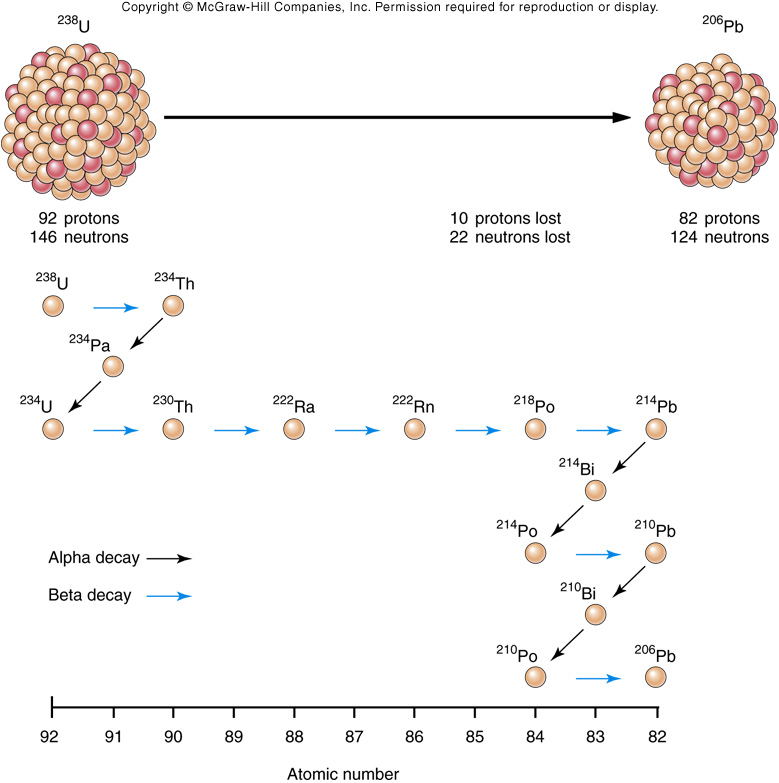 Copyright © McGraw-Hill Companies, Inc. Permission required for reproduction or display.
238U
206Pb
92 protons
146 neutrons
10 protons lost
22 neutrons lost
82 protons
124 neutrons
238U
234Th
234Pa
234U
230Th
222Ra
222Rn
218Po
214Pb
214Bi
214Po
210Pb
Alpha decay
Beta decay
210Bi
210Po
206Pb
92 91 90 89 88 87 86 85 84 83 82
Atomic number